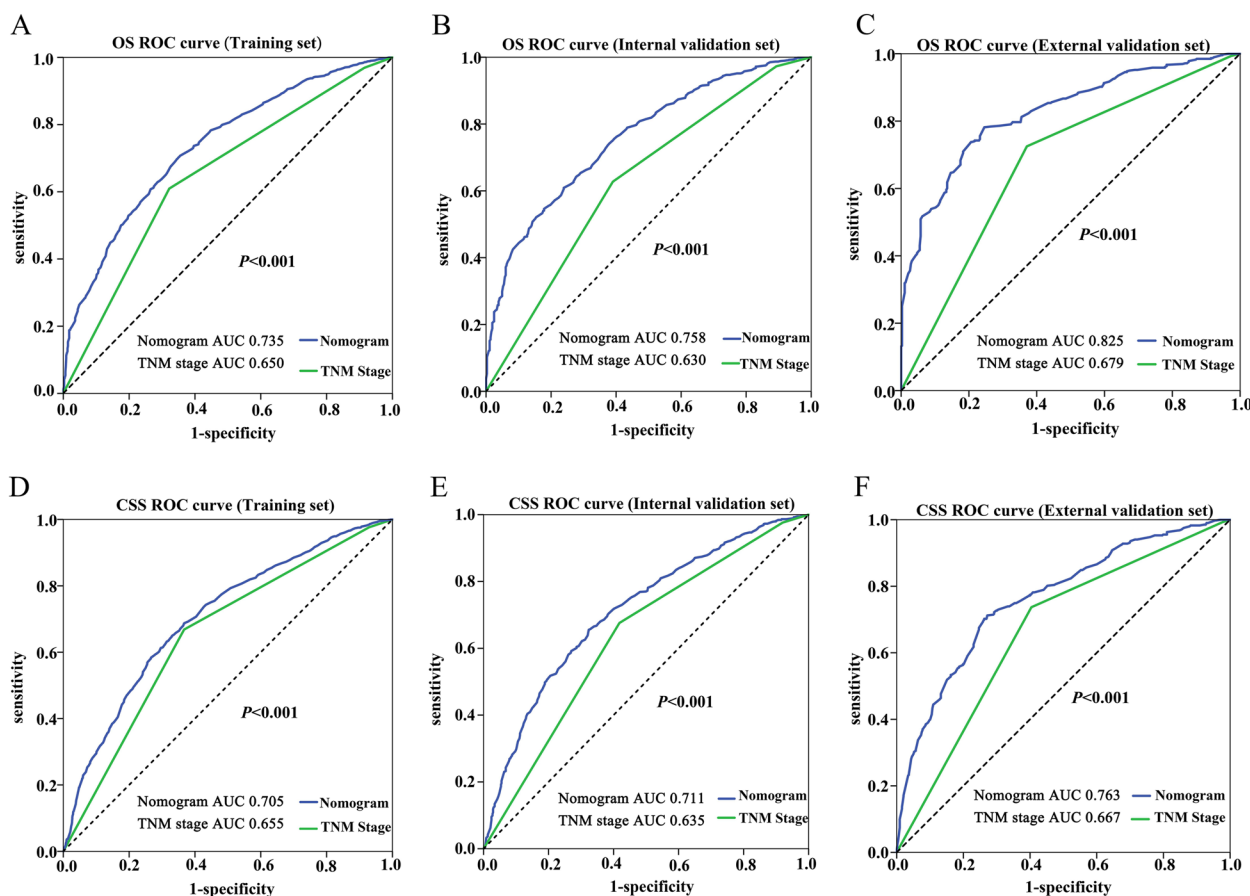 A
OS ROC curve (Training set)
1.0
0.8
0.6
0.4
0.2
0.0
sensitivity
P<0.001
Nomogram AUC 0.735
Nomogram
TNM stage AUC 0.650
TNM Stage
0.0 0.2 0.4 0.6 0.8 1.0
1-specificity
B
OS ROC curve (Internal validation set)
1.0
0.8
0.6
0.4
0.2
0.0
sensitivity
P<0.001
Nomogram AUC 0.758
Nomogram
TNM stage AUC 0.630
TNM Stage
0.0 0.2 0.4 0.6 0.8 1.0
1-specificity
C
OS ROC curve (External validation set)
1.0
0.8
0.6
0.4
0.2
0.0
sensitivity
P<0.001
Nomogram AUC 0.825
Nomogram
TNM stage AUC 0.679
TNM Stage
0.0 0.2 0.4 0.6 0.8 1.0
1-specificity
D
CSS ROC curve (Training set)
1.0
0.8
0.6
0.4
0.2
0.0
sensitivity
P<0.001
Nomogram AUC 0.705
Nomogram
TNM stage AUC 0.655
TNM Stage
0.0 0.2 0.4 0.6 0.8 1.0
1-specificity
E
CSS ROC curve (Internal validation set)
1.0
0.8
0.6
0.4
0.2
0.0
sensitivity
P<0.001
Nomogram AUC 0.711
Nomogram
TNM stage AUC 0.635
TNM Stage
0.0 0.2 0.4 0.6 0.8 1.0
1-specificity
F
CSS ROC curve (External validation set)
1.0
0.8
0.6
0.4
0.2
0.0
sensitivity
P<0.001
Nomogram AUC 0.763
Nomogram
TNM stage AUC 0.667
TNM Stage
0.0 0.2 0.4 0.6 0.8 1.0
1-specificity